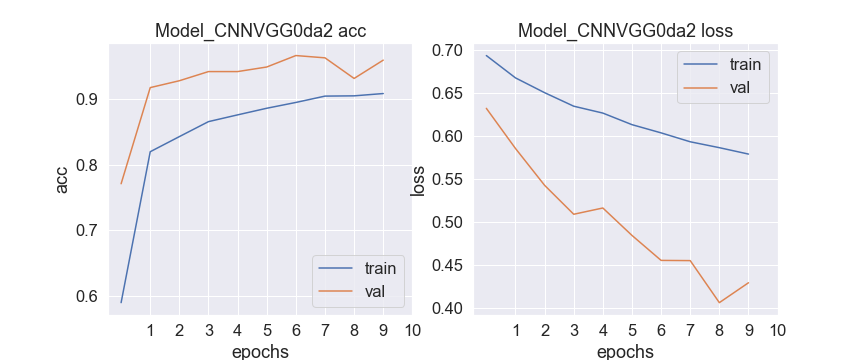 Model_CNNVGG0da2 acc
acc
0.9
0.8
0.7
0.6
train
val
1 2 3 4 5 6 7 8 9 10
epochs
Model_CNNVGG0da2 loss
loss
0.70
0.65
0.60
0.55
0.50
0.45
0.40
train
val
1 2 3 4 5 6 7 8 9 10
epochs